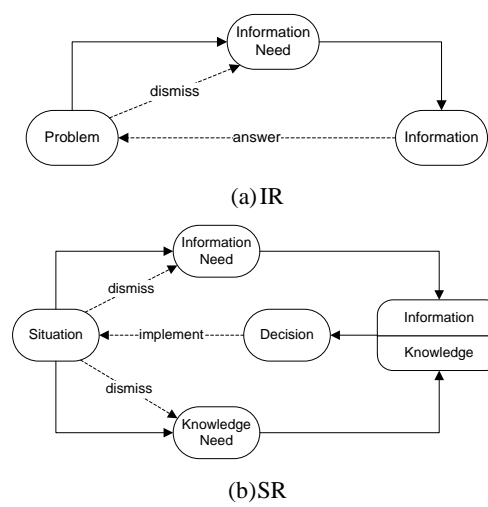 Information
Need
dismiss
Problem
answer
Information
(a) IR
Information
Need
dismiss
Information
Situation
implement
Decision
Knowledge
dismiss
Knowledge
Need
(b) SR